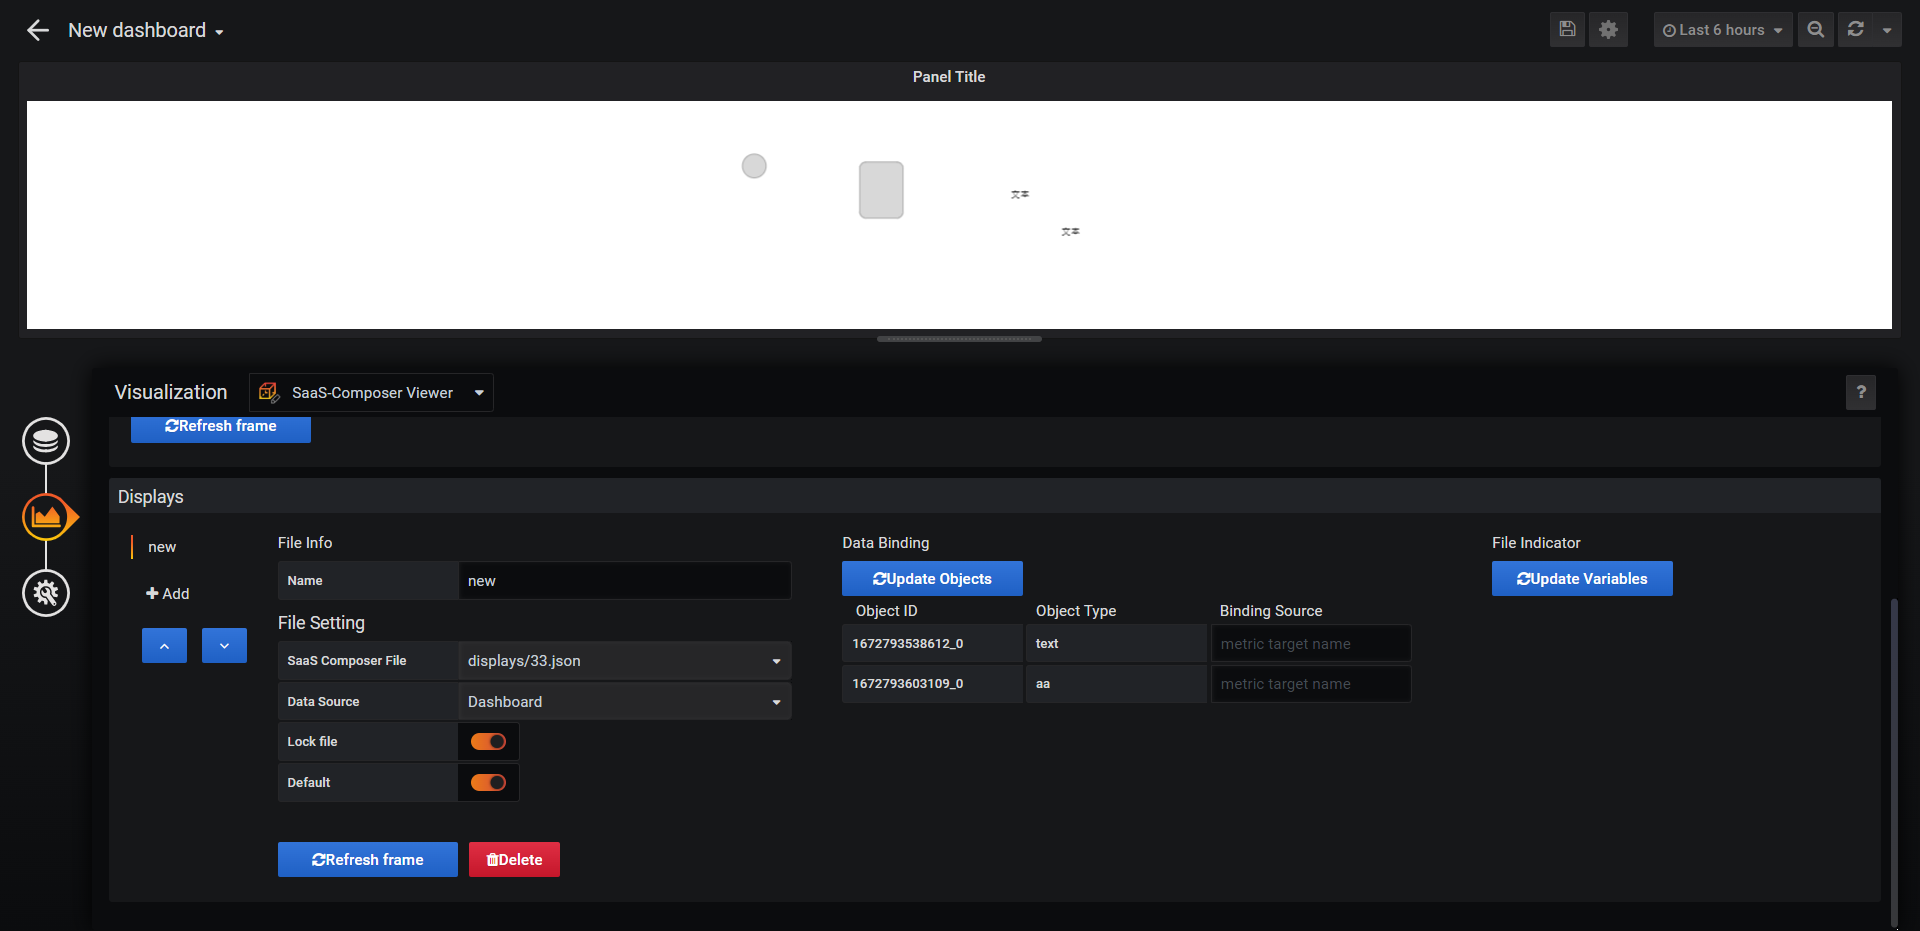 New dashboard
Last 6 hours
Panel Title
文本
文本
Visualization
SaaS-Composer Viewer
?
Refresh frame
Displays
new
Add
File Info
Name
new
File Setting
SaaS Composer File
displays/33.json
Data Source
Dashboard
Lock file
Default
Refresh frame
Delete
Data Binding
Update Objects
Object ID
Object Type
Binding Source
1672793538612_0
text
metric target name
1672793603109_0
aa
metric target name
File Indicator
Update Variables